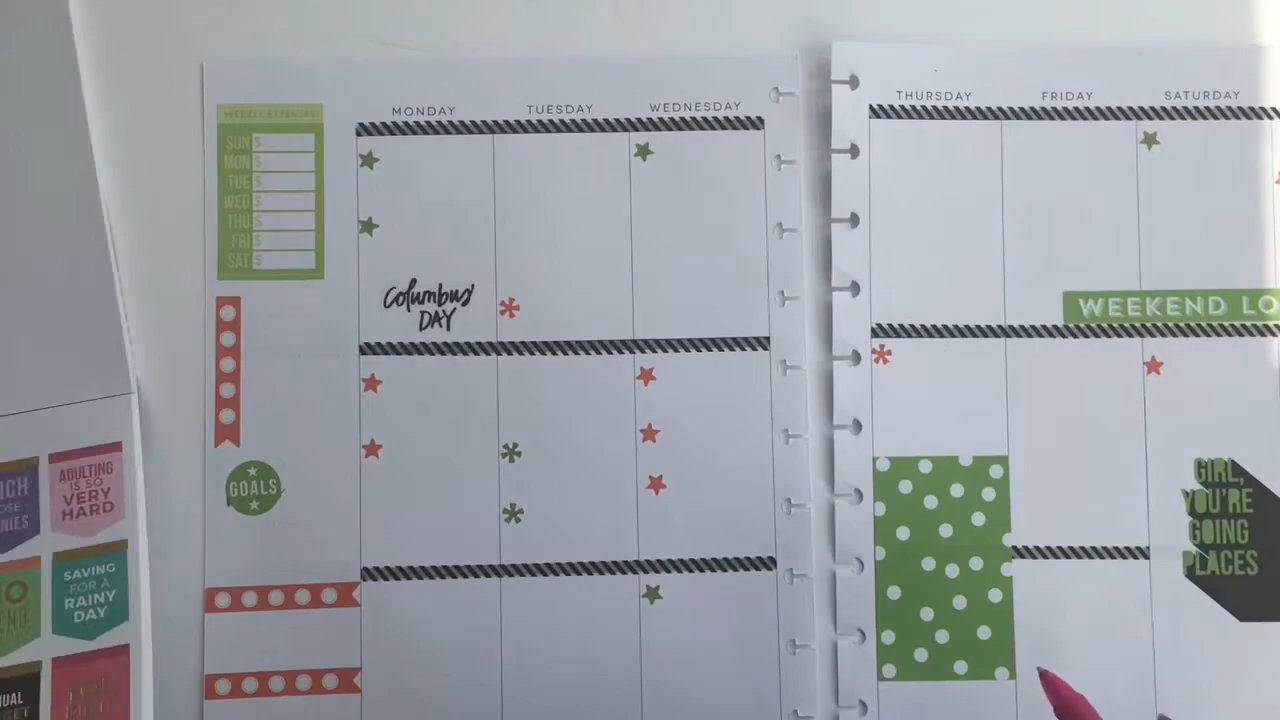 WEEKLY EXPENSES
SUN $
MON $
TUE $
WED $
THU $
FRI $
SAT $
GOALS
MONDAY
TUESDAY
WEDNESDAY
Columbus
DAY
THURSDAY
FRIDAY
SATURDAY
WEEKEND LO
GIRL,
YOU'RE
GOING
PLACES
ADULTING
IS SO
VERY
HARD
SAVING
FOR A
RAINY
DAY